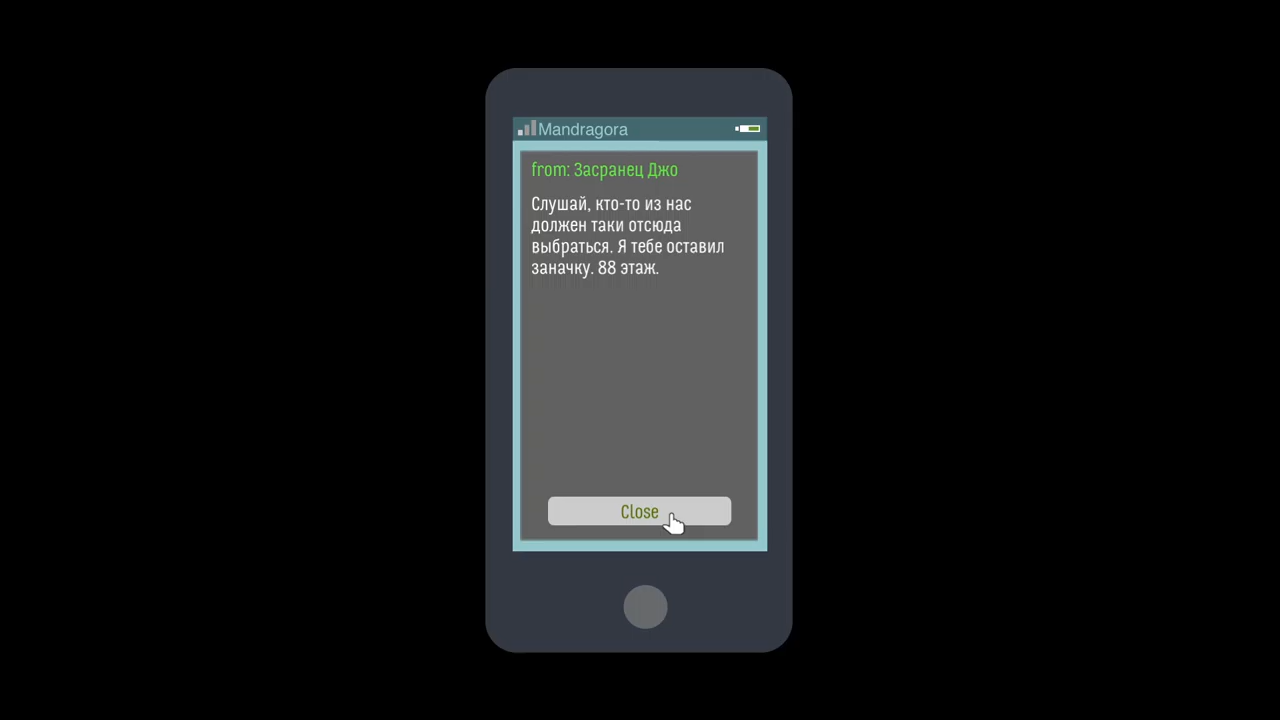 Mandragora
from: Засранец Джо
Слушай, кто-то из нас
должен таки отсюда
выбраться. Я тебе оставил
заначку. 88 этаж.
Close